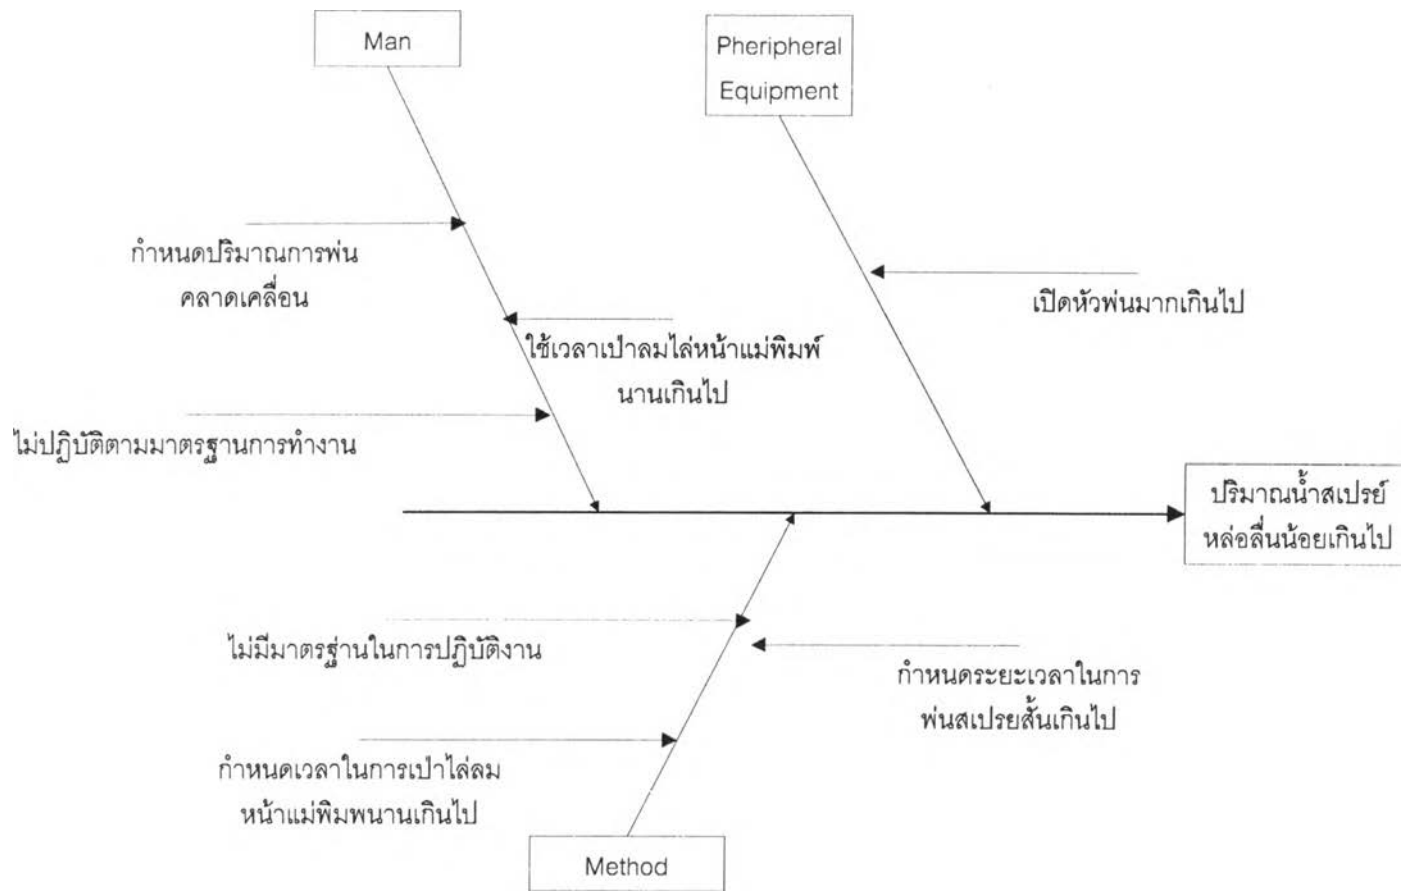 Man
Pheripheral
Equipment
กำหนดปริมาณการพ่น
คลาดเคลื่อน
เปิดหัวพ่นมากเกินไป
ใช้เวลาเป่าลมไล่หน้าแม่พิมพ์
นานเกินไป
ไม่ปฏิบัติตามมาตรฐานการทำงาน
ปริมาณน้ำสเปรย์
หล่อลื่นน้อยเกินไป
ไม่มีมาตรฐานในการปฏิบัติงาน
กำหนดระยะเวลาในการ
พ่นสเปรยสั้นเกินไป
กำหนดเวลาในการเป่าไล่ลม
หน้าแม่พิมพนานเกินไป
Method